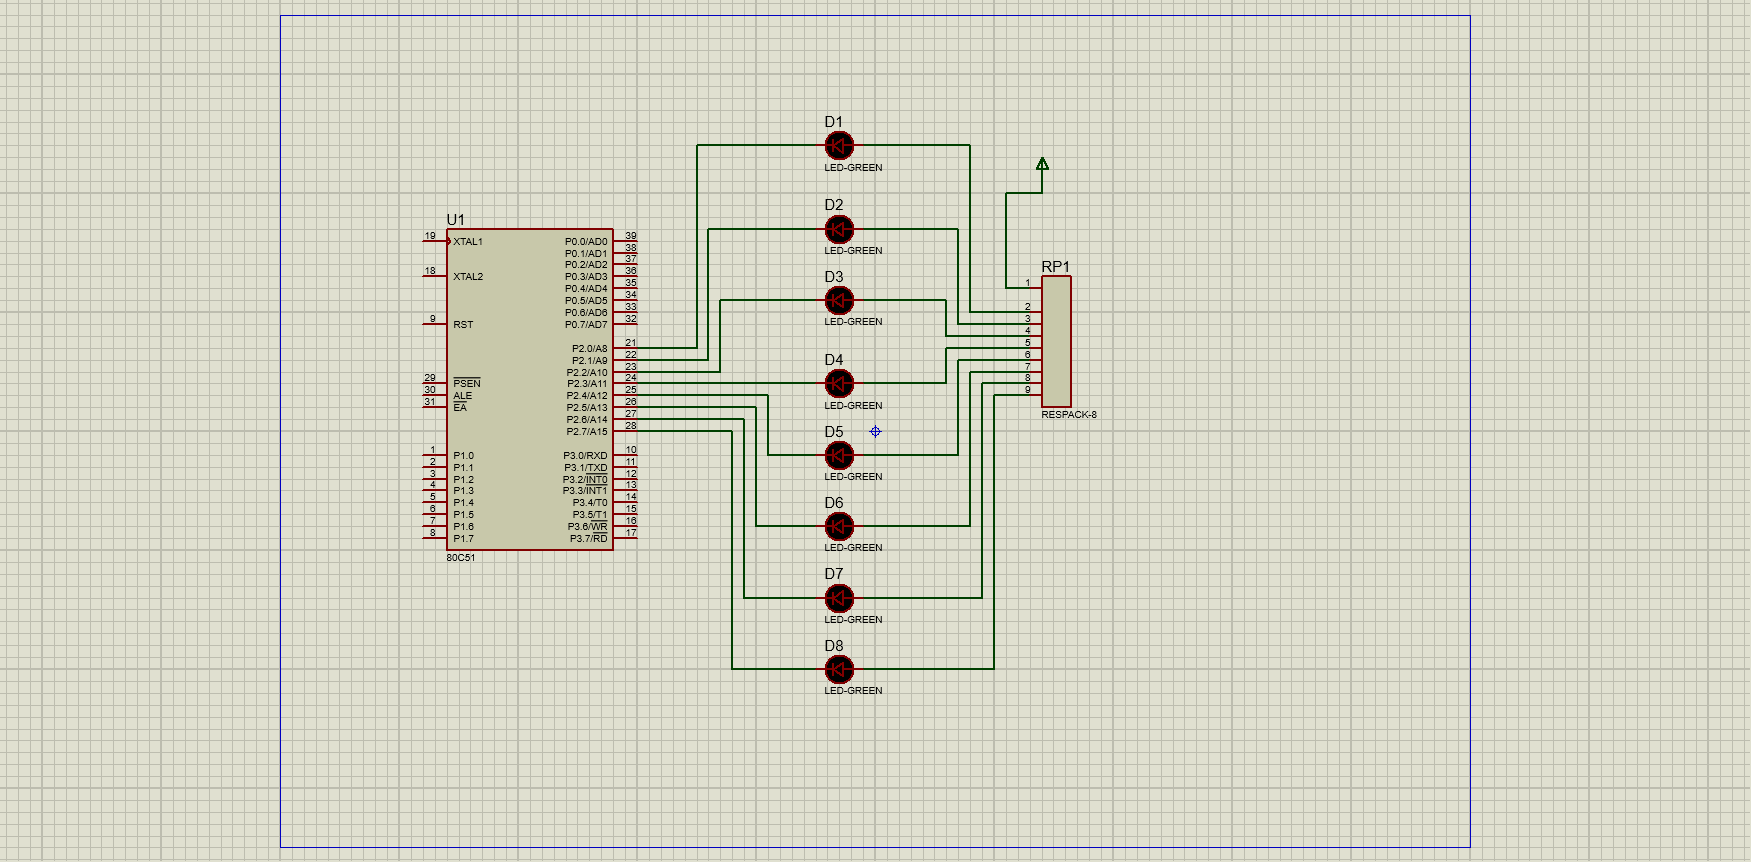 D1
LED-GREEN
D2
LED-GREEN
D3
LED-GREEN
D4
LED-GREEN
D5
LED-GREEN
D6
LED-GREEN
D7
LED-GREEN
D8
LED-GREEN
U1
19 XTAL1 P0.0/AD0 39
P0.1/AD1 38
P0.2/AD2 37
18 XTAL2 P0.3/AD3 36
P0.4/AD4 35
P0.5/AD5 34
P0.6/AD6 33
9 RST P0.7/AD7 32
P2.0/A8 21
P2.1/A9 22
P2.2/A10 23
29 PSEN P2.3/A11 24
30 ALE P2.4/A12 25
31 EA P2.5/A13 26
P2.6/A14 27
P2.7/A15 28
1 P1.0 P3.0/RXD 10
2 P1.1 P3.1/TXD 11
3 P1.2 P3.2/INT0 12
4 P1.3 P3.3/INT1 13
5 P1.4 P3.4/T0 14
6 P1.5 P3.5/T1 15
7 P1.6 P3.6/WR 16
8 P1.7 P3.7/RD 17
80C51
RP1
1
2
3
4
5
6
7
8
9
RESPACK-8